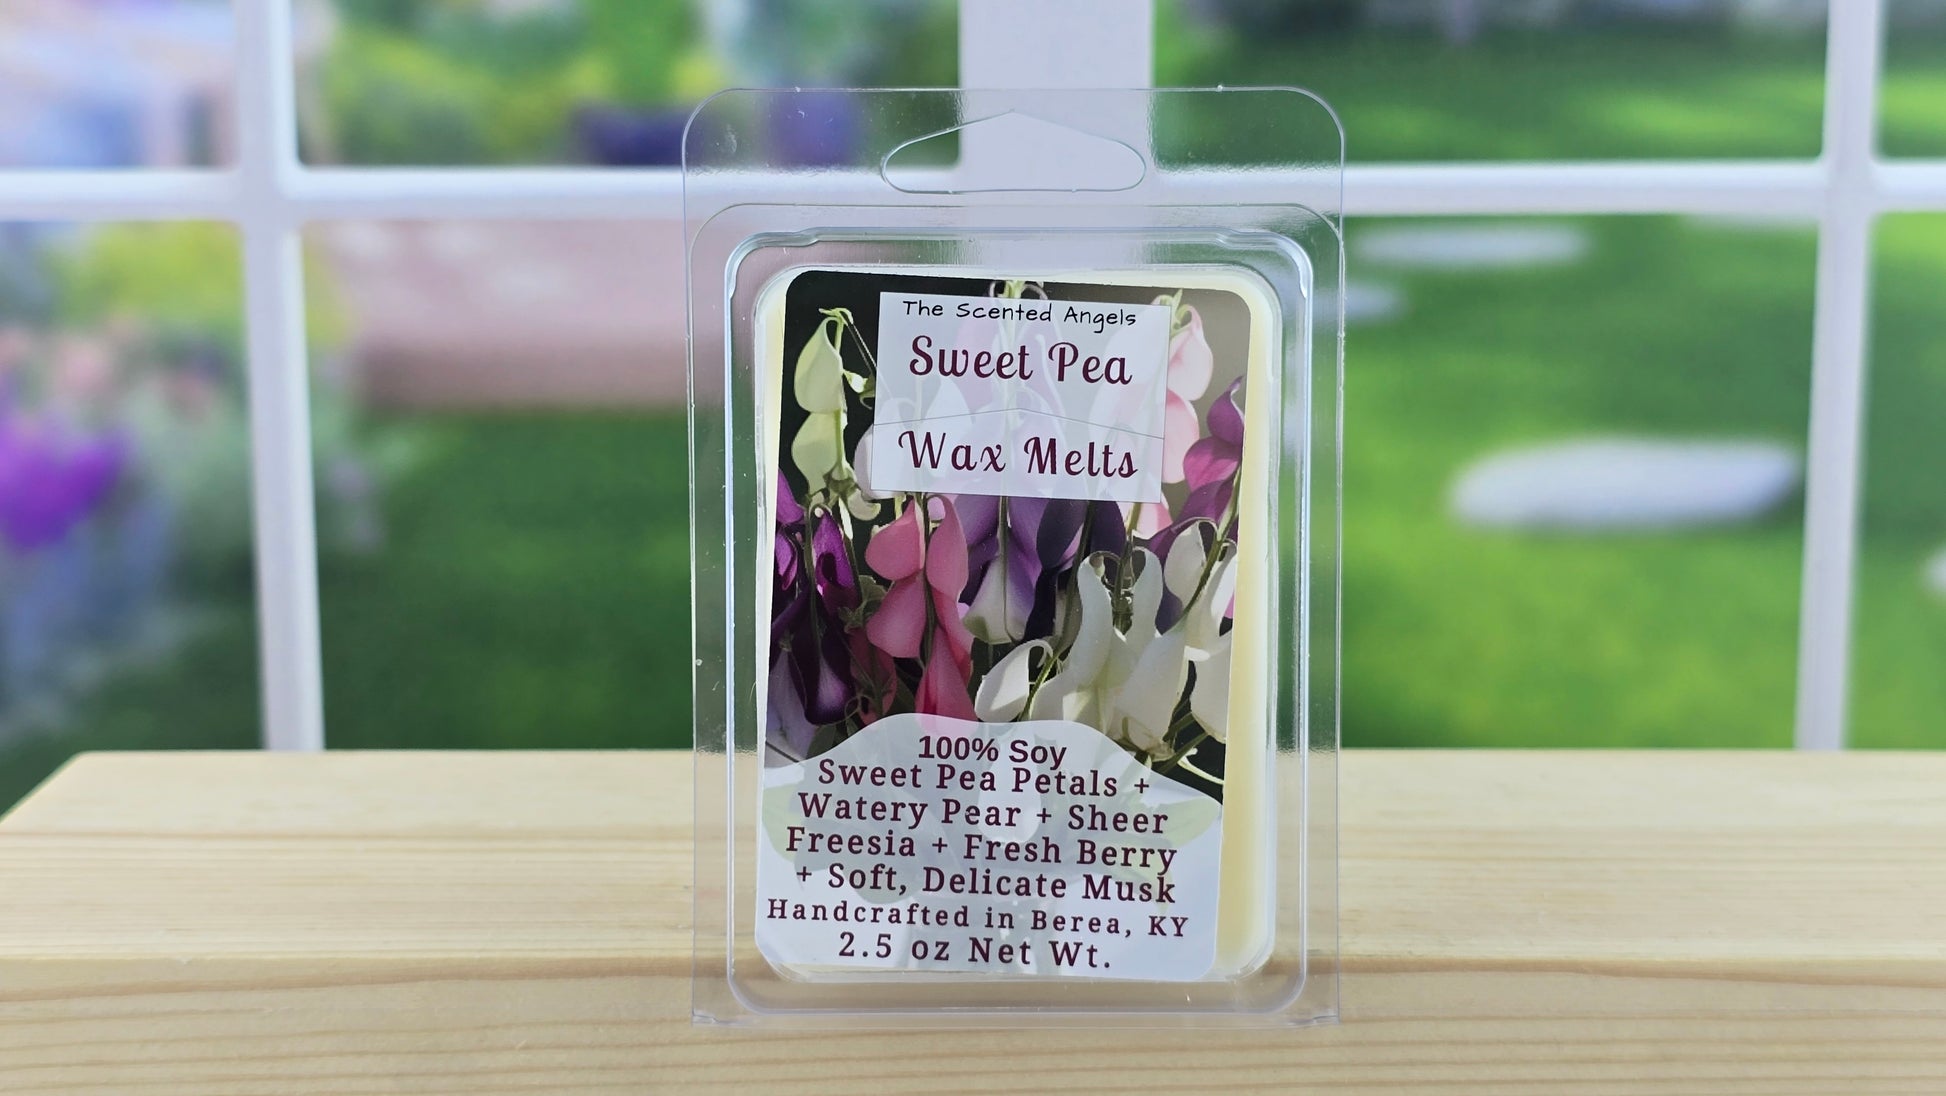 The Scented Angels
Sweet Pea
Wax Melts
100% Soy
Sweet Pea Petals +
Watery Pear + Sheer
Freesia + Fresh Berry
+ Soft, Delicate Musk
Handcrafted in Berea, KY
2.5 oz Net Wt.